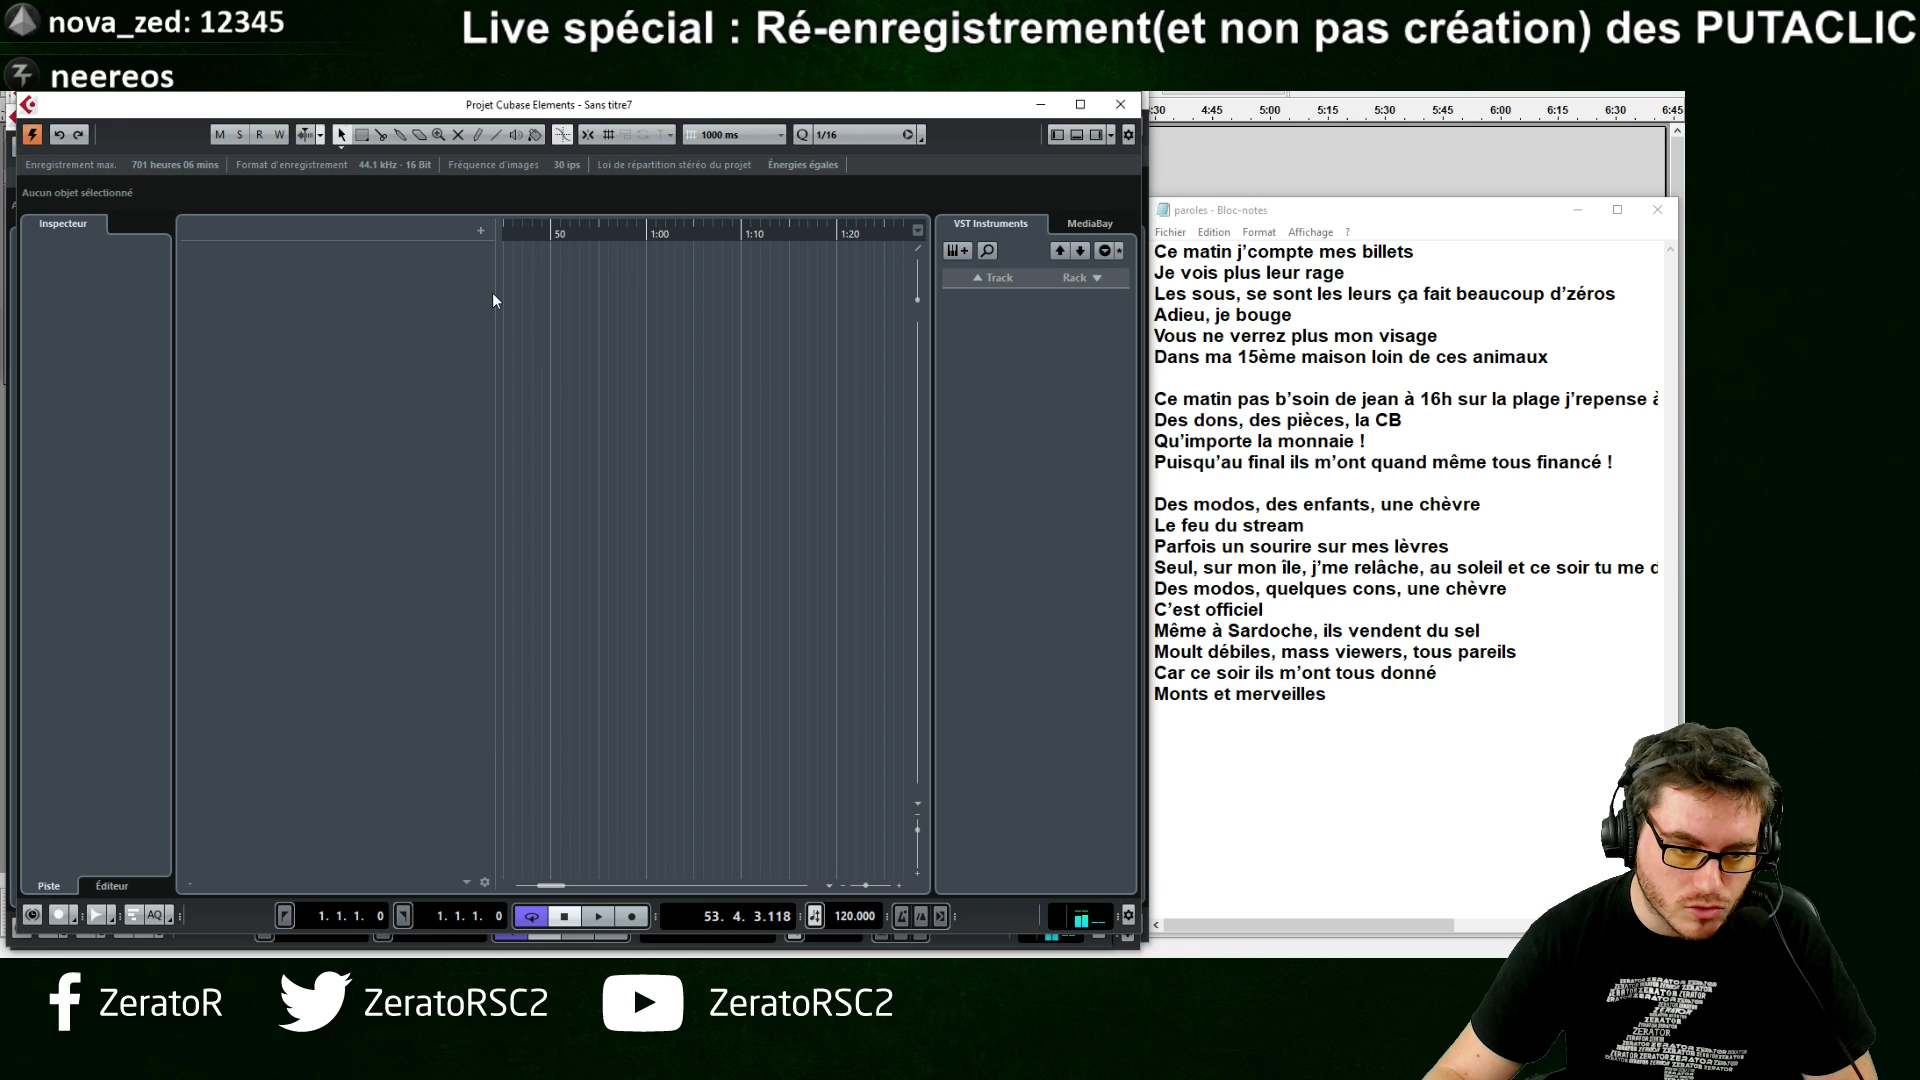 nova_zed: 12345
Live spécial : Ré-enregistrement(et non pas création) des PUTACLIC
neereos
Projet Cubase Elements - Sans titre7
:30 4:45 5:00 5:15 5:30 5:45 6:00 6:15 6:30 6:45
M S R W
1000 ms
Q 1/16
Enregistrement max. 701 heures 06 mins Format d'enregistrement 44.1 kHz - 16 Bit Fréquence d'images 30 ips Loi de répartition stéréo du projet Énergies égales
Aucun objet sélectionné
Inspecteur
50 1:00 1:10 1:20
VST Instruments MediaBay
Track Rack
paroles - Bloc-notes
Fichier Edition Format Affichage ?
Ce matin j’compte mes billets
Je vois plus leur rage
Les sous, se sont les leurs ça fait beaucoup d’zéros
Adieu, je bouge
Vous ne verrez plus mon visage
Dans ma 15ème maison loin de ces animaux
Ce matin pas b’soin de jean à 16h sur la plage j’repense à
Des dons, des pièces, la CB
Qu’importe la monnaie !
Puisqu’au final ils m’ont quand même tous financé !
Des modos, des enfants, une chèvre
Le feu du stream
Parfois un sourire sur mes lèvres
Seul, sur mon île, j’me relâche, au soleil et ce soir tu me d
Des modos, quelques cons, une chèvre
C’est officiel
Même à Sardoche, ils vendent du sel
Moult débiles, mass viewers, tous pareils
Car ce soir ils m’ont tous donné
Monts et merveilles
Piste Éditeur
AQ
1. 1. 1. 0
1. 1. 1. 0
53. 4. 3.118
120.000
ZeratoR
ZeratoRSC2
ZeratoRSC2